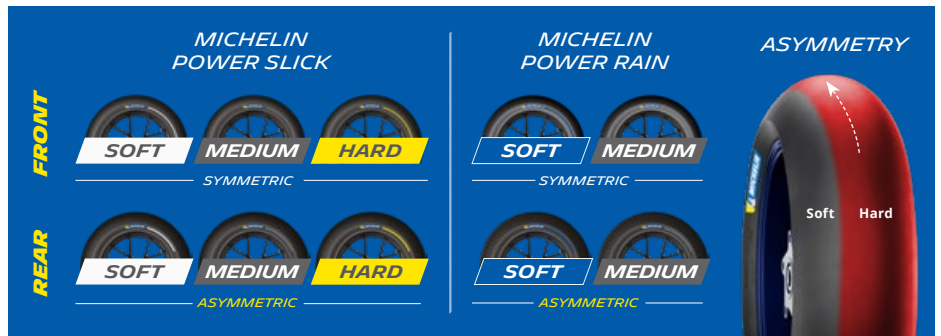 MICHELIN
POWER SLICK
MICHELIN
POWER RAIN
ASYMMETRY
FRONT
SOFT
MEDIUM
HARD
SYMMETRIC
SOFT
MEDIUM
SYMMETRIC
REAR
SOFT
MEDIUM
HARD
ASYMMETRIC
SOFT
MEDIUM
ASYMMETRIC
Soft
Hard
MICHELIN